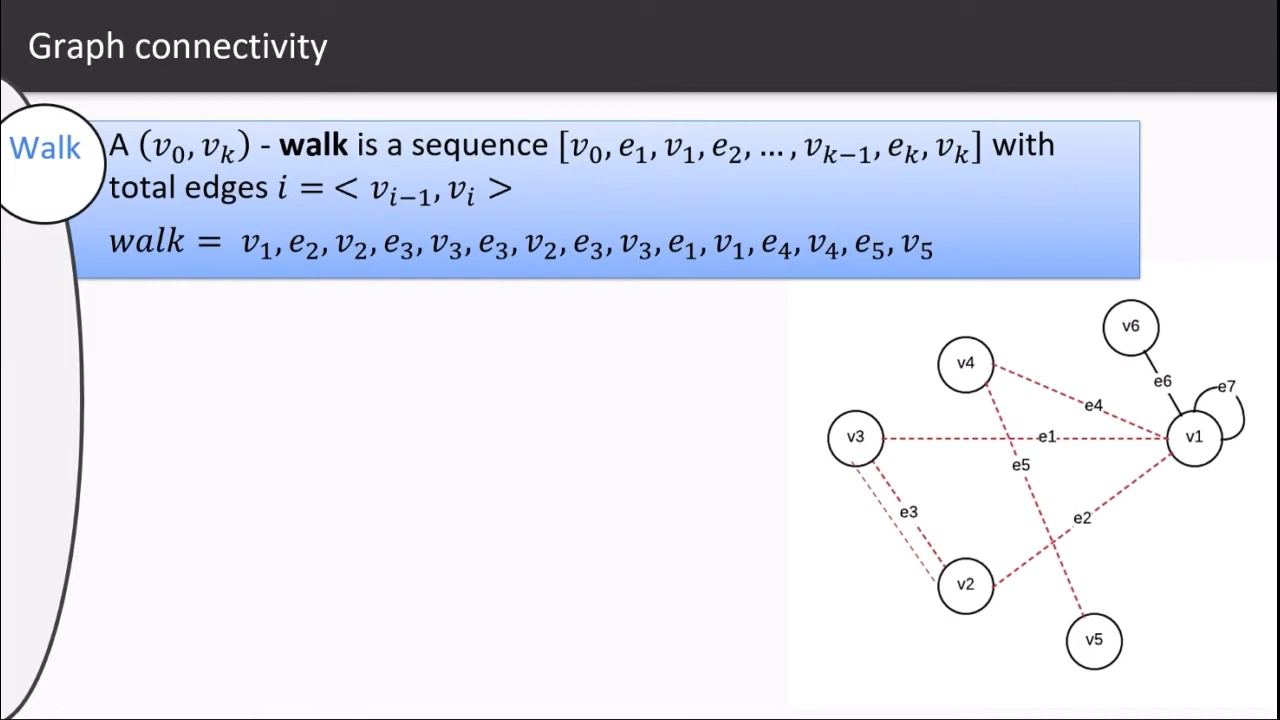 Graph connectivity
Walk
A (v₀, vₖ) - walk is a sequence [v₀, e₁, v₁, e₂, …, vₖ₋₁, eₖ, vₖ] with
total edges i = < vᵢ₋₁, vᵢ >
walk = v₁, e₂, v₂, e₃, v₃, e₃, v₂, e₃, v₃, e₁, v₁, e₄, v₄, e₅, v₅
v6
v4
e6
e7
e4
v3
e1
v1
e5
e3
e2
v2
v5